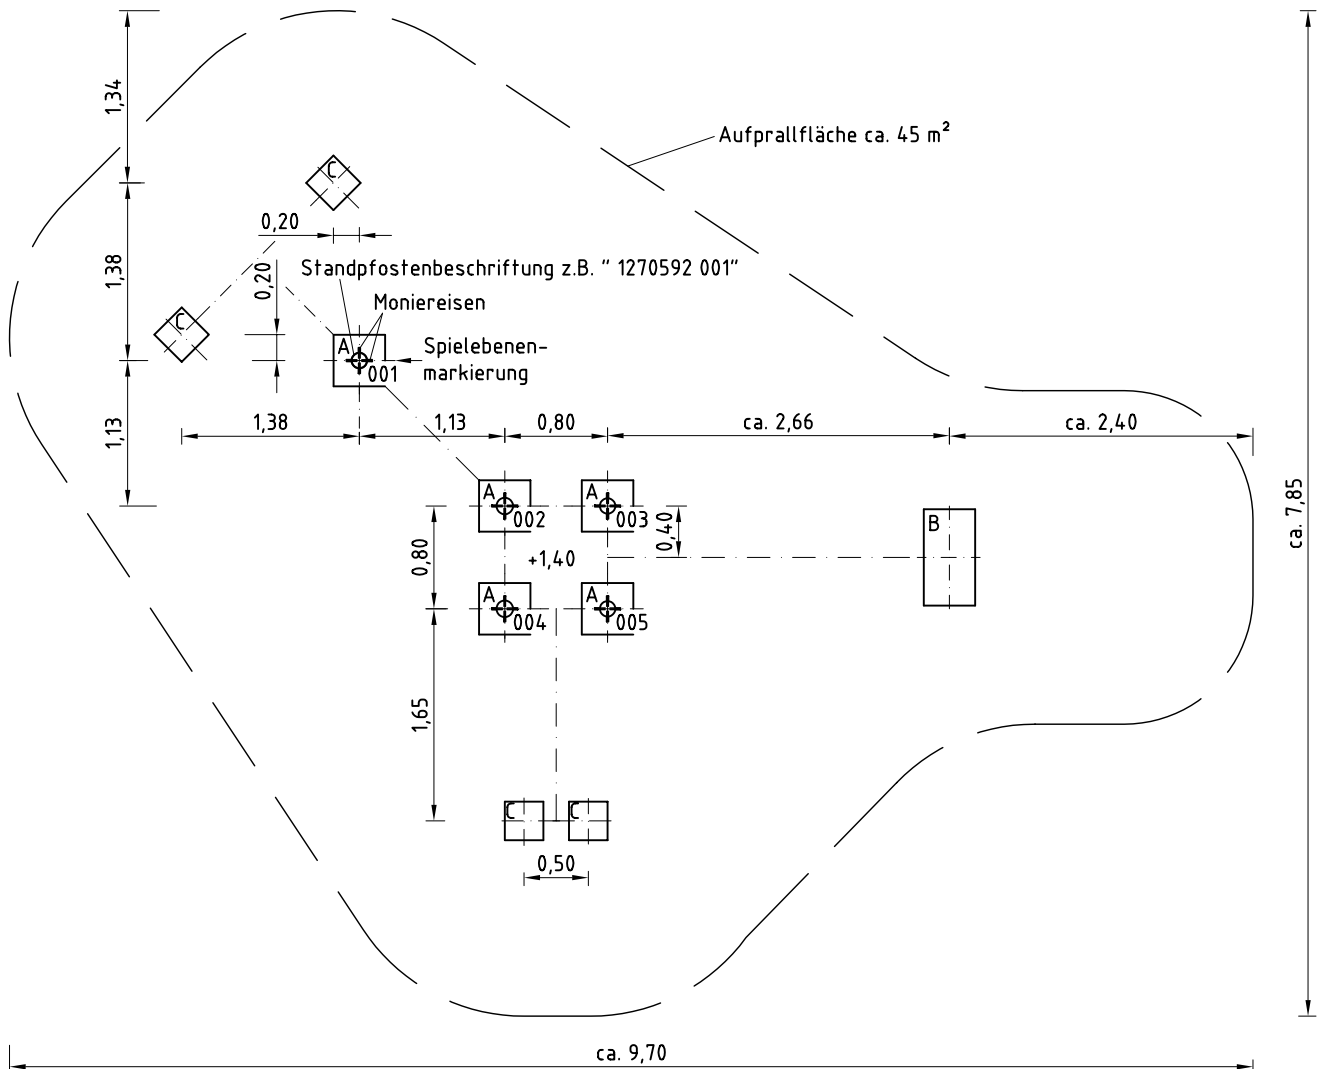 1,34
Aufprallfläche ca. 45 m²
C
0,20
1,38
0,20
Standpfostenbeschriftung z.B. " 1270592 001"
Moniereisen
C
A
001
Spielebenen-
markierung
1,13
1,38
1,13
0,80
ca. 2,66
ca. 2,40
A
002
A
003
0,40
B
ca. 7,85
0,80
+1,40
A
004
A
005
1,65
C
C
0,50
ca. 9,70